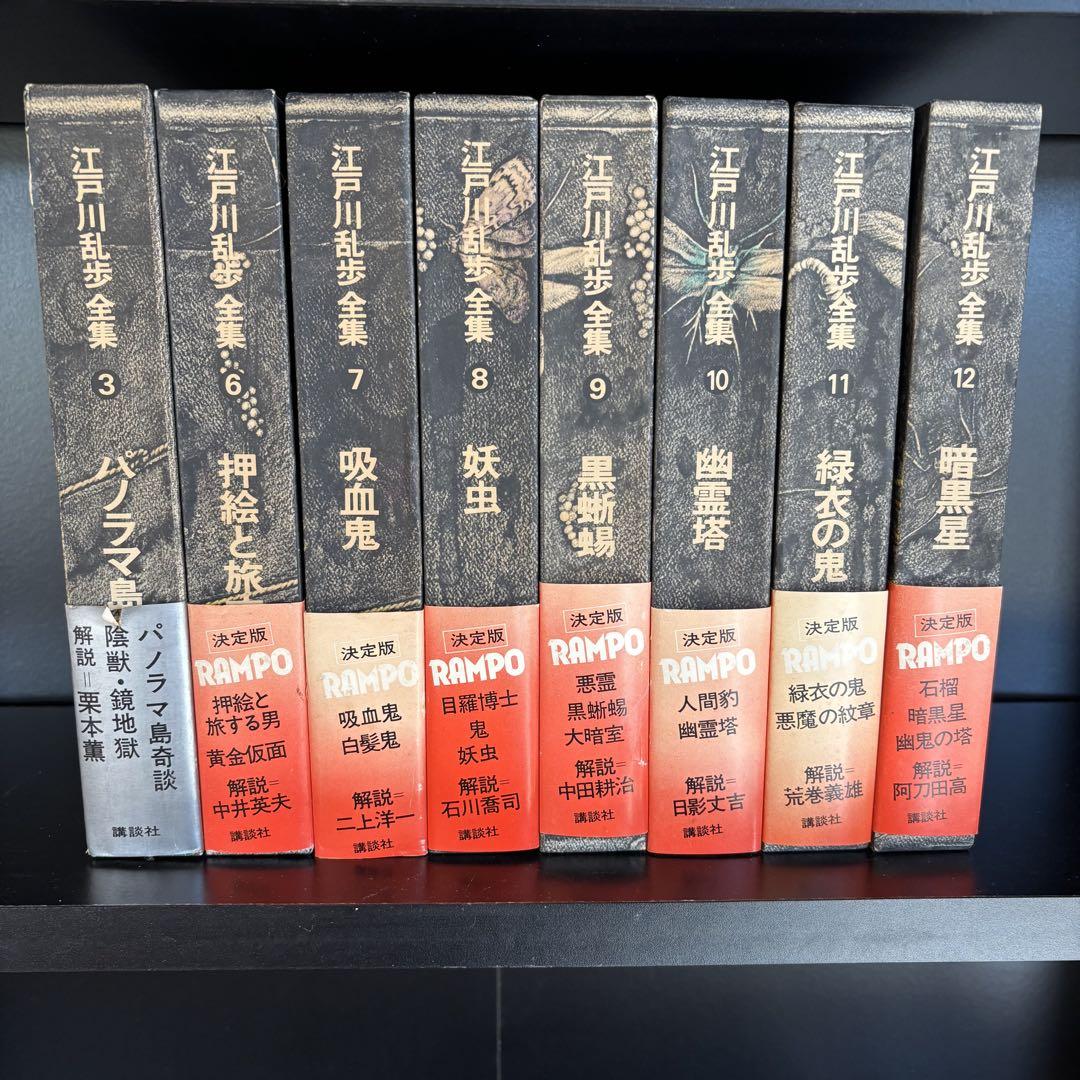 江戸川乱歩 全集
3
パノラマ島
パノラマ島奇談
陰獣・鏡地獄
解説=栗本薫
講談社
江戸川乱歩 全集
6
押絵と旅
決定版
RAMPO
押絵と
旅する男
黄金仮面
解説=
中井英夫
講談社
江戸川乱歩 全集
7
吸血鬼
決定版
RAMPO
吸血鬼
白髪鬼
解説=
二上洋一
講談社
江戸川乱歩 全集
8
妖虫
決定版
RAMPO
目羅博士
鬼
妖虫
解説=
石川喬司
講談社
江戸川乱歩 全集
9
黒蜥蜴
決定版
RAMPO
悪霊
黒蜥蜴
大暗室
解説=
中田耕治
講談社
江戸川乱歩 全集
10
幽霊塔
決定版
RAMPO
人間豹
幽霊塔
解説=
日影丈吉
講談社
江戸川乱歩 全集
11
緑衣の鬼
決定版
RAMPO
緑衣の鬼
悪魔の紋章
解説=
荒巻義雄
講談社
江戸川乱歩 全集
12
暗黒星
決定版
RAMPO
石榴
暗黒星
幽鬼の塔
解説=
阿刀田高
講談社